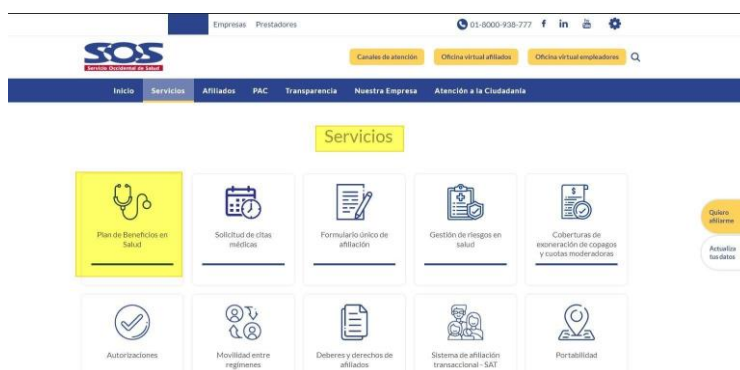 Empresas Prestadores 01-8000-938-777
SOS
Servicio Occidental de Salud
Canales de atención Oficina virtual afiliados Oficina virtual empleadores
Inicio Servicios Afiliados PAC Transparencia Nuestra Empresa Atención a la Ciudadanía
Servicios
Plan de Beneficios en
Salud
Solicitud de citas
médicas
Formulario único de
afiliación
Gestión de riesgos en
salud
Coberturas de
exoneración de copagos
y cuotas moderadoras
Quiero
afiliarme
Actualiza
tus datos
Autorizaciones
Movilidad entre
regímenes
Deberes y derechos de
afiliados
Sistema de afiliación
transaccional - SAT
Portabilidad